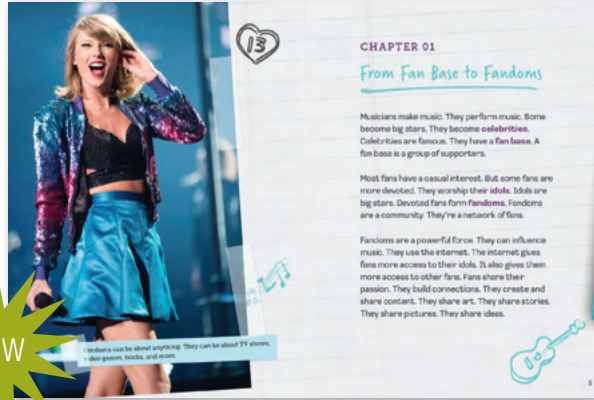 13
CHAPTER 01
From Fan Base to Fandoms
Musicians make music. They perform music. Some
become big stars. They become celebrities.
Celebrities are famous. They have a fan base. A
fan base is a group of supporters.
Most fans have a casual interest. But some fans are
more devoted. They worship their idols. Idols are
big stars. Devoted fans form fandoms. Fandoms
are a community. They're a network of fans.
Fandoms are a powerful force. They can influence
music. They use the internet. The internet gives
fans more access to their idols. It also gives them
more access to other fans. Fans share their
passion. They build connections. They create and
share content. They share art. They share stories.
They share pictures. They share ideas.
W
Fandoms can be about anything. They can be about TV shows,
video games, books, and more.
5